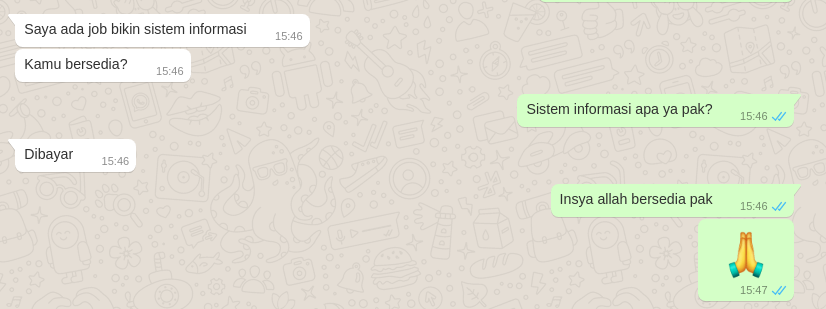 Saya ada job bikin sistem informasi 15:46
Kamu bersedia? 15:46
Sistem informasi apa ya pak? 15:46
Dibayar 15:46
Insya allah bersedia pak 15:46
🙏
15:47